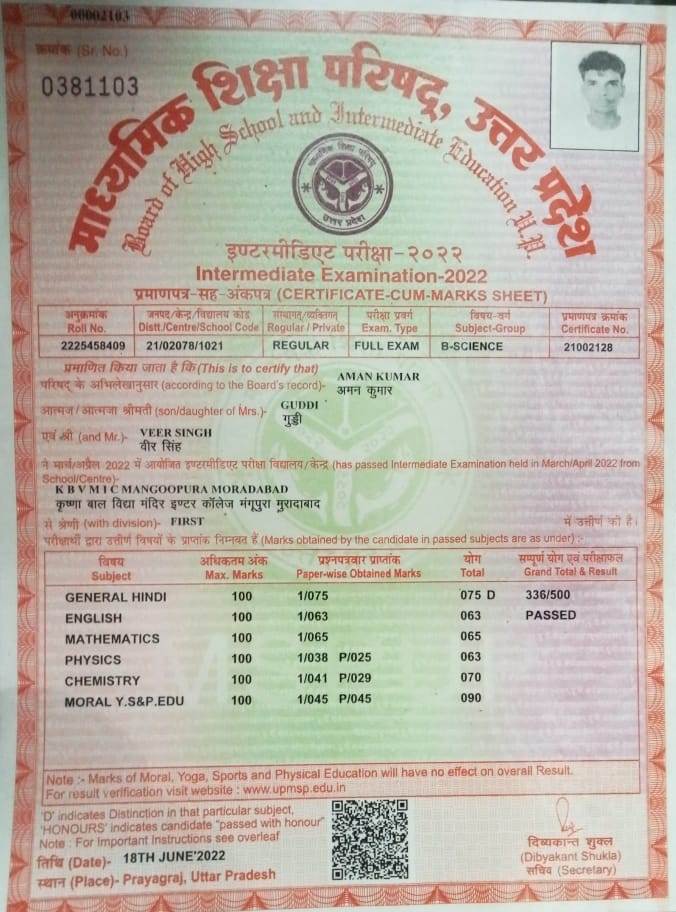 00002103
क्रमांक (Sr. No.)
0381103
माध्यमिक शिक्षा परिषद्, उत्तर प्रदेश
Board of High School and Intermediate Education U.P.
माध्यमिक शिक्षा परिषद्
उत्तर प्रदेश
इण्टरमीडिएट परीक्षा-२०२२
Intermediate Examination-2022
प्रमाणपत्र-सह-अंकपत्र (CERTIFICATE-CUM-MARKS SHEET)
अनुक्रमांक जनपद/केन्द्र/विद्यालय कोड संस्थागत/व्यक्तिगत परीक्षा प्रवर्ग विषय-वर्ग प्रमाणपत्र क्रमांक
Roll No. Distt./Centre/School Code Regular / Private Exam. Type Subject-Group Certificate No.
2225458409 21/02078/1021 REGULAR FULL EXAM B-SCIENCE 21002128
प्रमाणित किया जाता है कि (This is to certify that) AMAN KUMAR
परिषद् के अभिलेखानुसार (according to the Board's record)- अमन कुमार
आत्मज / आत्मजा श्रीमती (son/daughter of Mrs.)- GUDDI
गुड्डी
एवं श्री (and Mr.)- VEER SINGH
वीर सिंह
ने मार्च/अप्रैल 2022 में आयोजित इण्टरमीडिएट परीक्षा विद्यालय/केन्द्र (has passed Intermediate Examination held in March/April 2022 from
School/Centre)-
K B V M I C MANGOOPURA MORADABAD
कृष्णा बाल विद्या मंदिर इण्टर कॉलेज मंगूपुरा मुरादाबाद
से श्रेणी (with division)- FIRST में उत्तीर्ण की है।
परीक्षार्थी द्वारा उत्तीर्ण विषयों के प्राप्तांक निम्नवत हैं (Marks obtained by the candidate in passed subjects are as under) :-
विषय अधिकतम अंक प्रश्नपत्रवार प्राप्तांक योग सम्पूर्ण योग एवं परीक्षाफल
Subject Max. Marks Paper-wise Obtained Marks Total Grand Total & Result
GENERAL HINDI 100 1/075 075 D 336/500
ENGLISH 100 1/063 063 PASSED
MATHEMATICS 100 1/065 065
PHYSICS 100 1/038 P/025 063
CHEMISTRY 100 1/041 P/029 070
MORAL Y.S&P.EDU 100 1/045 P/045 090
Note :- Marks of Moral, Yoga, Sports and Physical Education will have no effect on overall Result.
For result verification visit website : www.upmsp.edu.in
'D' indicates Distinction in that particular subject,
'HONOURS' indicates candidate "passed with honour"
Note : For Important Instructions see overleaf
तिथि (Date)- 18TH JUNE'2022
स्थान (Place)- Prayagraj, Uttar Pradesh
दिव्यकान्त शुक्ल
(Dibyakant Shukla)
सचिव (Secretary)